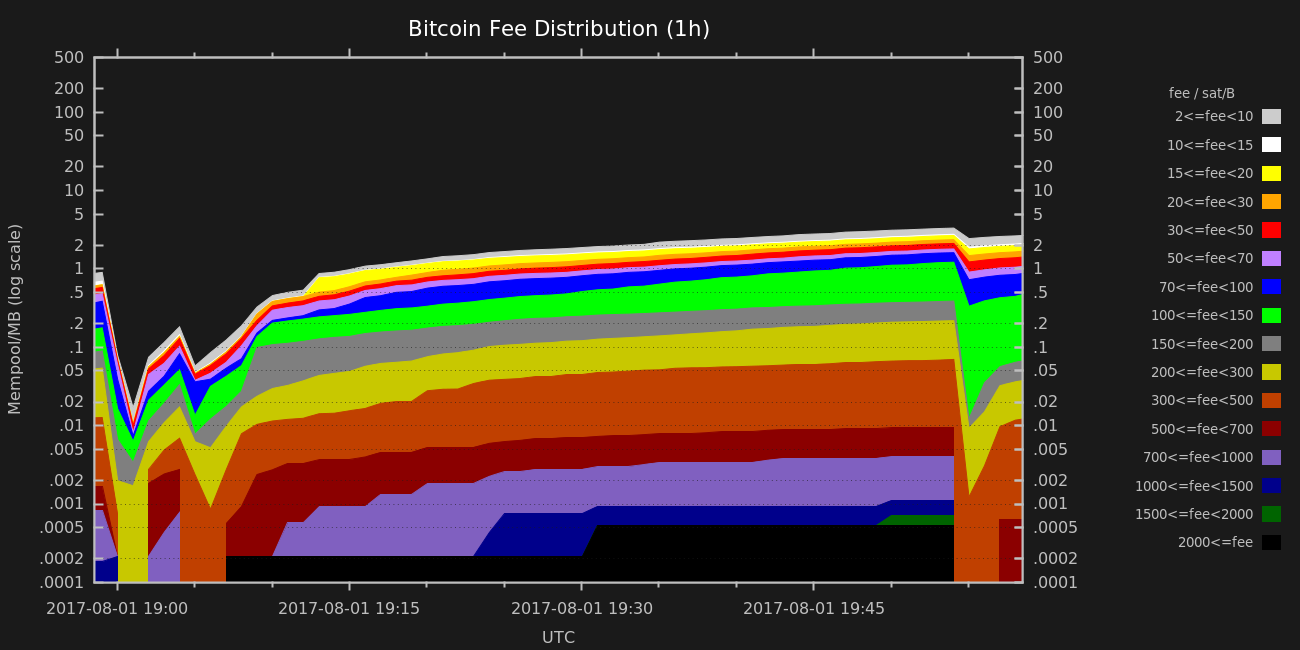 Bitcoin Fee Distribution (1h)
Mempool/MB (log scale)
500
200
100
50
20
10
5
2
1
.5
.2
.1
.05
.02
.01
.005
.002
.001
.0005
.0002
.0001
500
200
100
50
20
10
5
2
1
.5
.2
.1
.05
.02
.01
.005
.002
.001
.0005
.0002
.0001
2017-08-01 19:00
2017-08-01 19:15
2017-08-01 19:30
2017-08-01 19:45
UTC
fee / sat/B
2<=fee<10
10<=fee<15
15<=fee<20
20<=fee<30
30<=fee<50
50<=fee<70
70<=fee<100
100<=fee<150
150<=fee<200
200<=fee<300
300<=fee<500
500<=fee<700
700<=fee<1000
1000<=fee<1500
1500<=fee<2000
2000<=fee